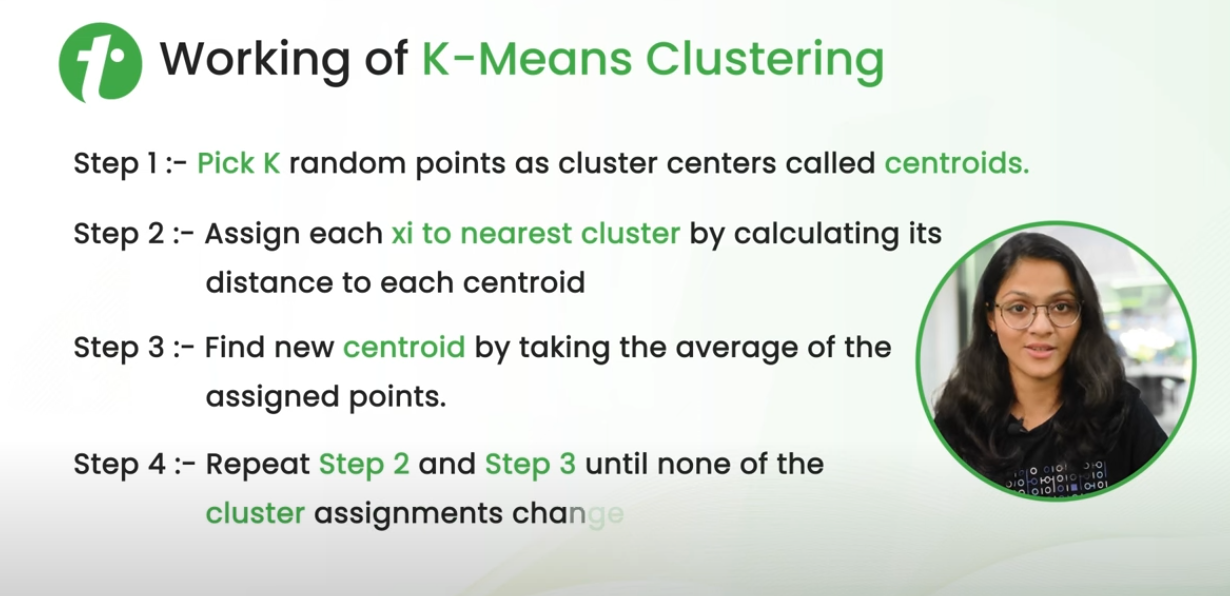 Working of K-Means Clustering
Step 1 :- Pick K random points as cluster centers called centroids.
Step 2 :- Assign each xi to nearest cluster by calculating its
distance to each centroid
Step 3 :- Find new centroid by taking the average of the
assigned points.
Step 4 :- Repeat Step 2 and Step 3 until none of the
cluster assignments change